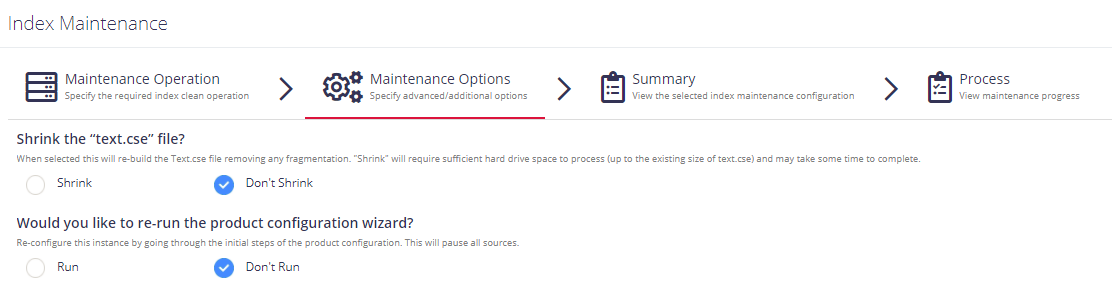 Index Maintenance
Maintenance Operation
Specify the required index clean operation
Maintenance Options
Specify advanced/additional options
Summary
View the selected index maintenance configuration
Process
View maintenance progress
Shrink the “text.cse” file?
When selected this will re-build the Text.cse file removing any fragmentation. "Shrink" will require sufficient hard drive space to process (up to the existing size of text.cse) and may take some time to complete.
Shrink Don't Shrink
Would you like to re-run the product configuration wizard?
Re-configure this instance by going through the initial steps of the product configuration. This will pause all sources.
Run Don't Run